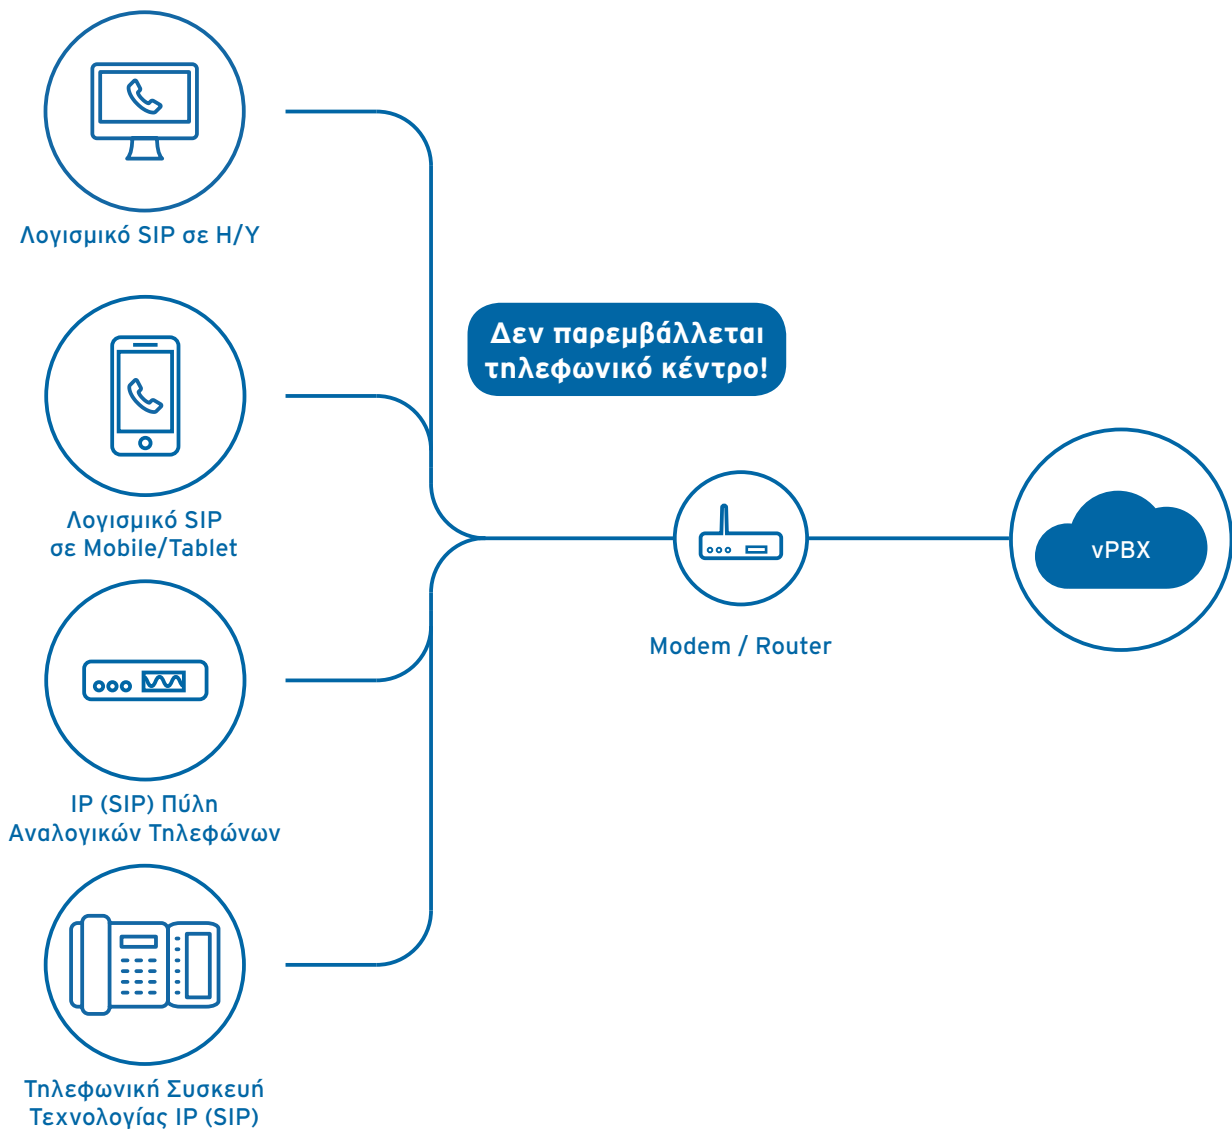 Λογισμικό SIP σε Η/Υ
Δεν παρεμβάλλεται
τηλεφωνικό κέντρο!
Λογισμικό SIP
σε Mobile/Tablet
vPBX
Modem / Router
IP (SIP) Πύλη
Αναλογικών Τηλεφώνων
Τηλεφωνική Συσκευή
Τεχνολογίας IP (SIP)